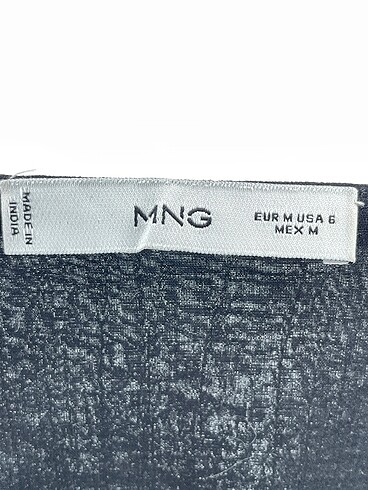 MADE IN
INDIA
MNG
EUR M USA 6
MEX M